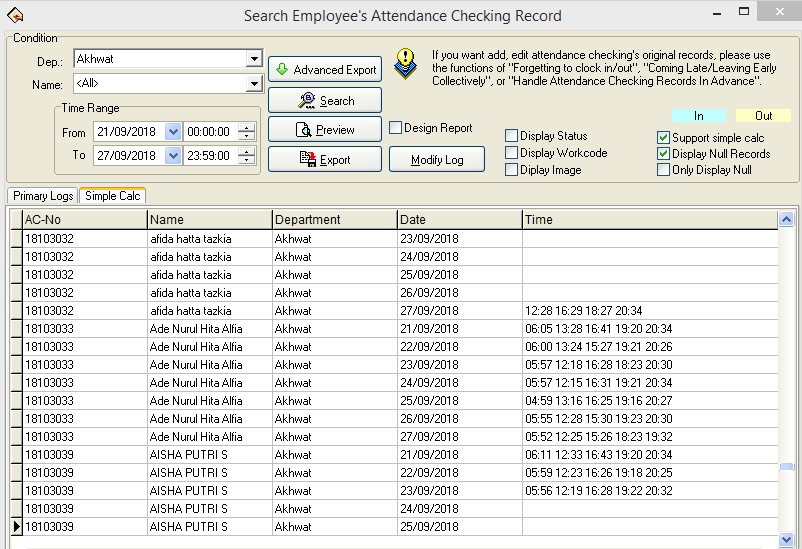 Search Employee's Attendance Checking Record
Condition
Dep.: Akhwat
Name: <All>
Time Range
From 21/09/2018 00:00:00
To 27/09/2018 23:59:00
Advanced Export
Search
Preview
Export
If you want add, edit attendance checking's original records, please use
the functions of "Forgetting to clock in/out", "Coming Late/Leaving Early
Collectively", or "Handle Attendance Checking Records In Advance".
Design Report
Modify Log
Display Status
Display Workcode
Diplay Image
In Out
Support simple calc
Display Null Records
Only Display Null
Primary Logs Simple Calc
AC-No Name Department Date Time
18103032 afida hatta tazkia Akhwat 23/09/2018
18103032 afida hatta tazkia Akhwat 24/09/2018
18103032 afida hatta tazkia Akhwat 25/09/2018
18103032 afida hatta tazkia Akhwat 26/09/2018
18103032 afida hatta tazkia Akhwat 27/09/2018 12:28 16:29 18:27 20:34
18103033 Ade Nurul Hita Alfia Akhwat 21/09/2018 06:05 13:28 16:41 19:20 20:34
18103033 Ade Nurul Hita Alfia Akhwat 22/09/2018 06:00 13:24 15:27 19:21 20:26
18103033 Ade Nurul Hita Alfia Akhwat 23/09/2018 05:57 12:18 16:28 18:23 20:30
18103033 Ade Nurul Hita Alfia Akhwat 24/09/2018 05:57 12:15 16:31 19:21 20:34
18103033 Ade Nurul Hita Alfia Akhwat 25/09/2018 04:59 13:16 16:25 19:16 20:27
18103033 Ade Nurul Hita Alfia Akhwat 26/09/2018 05:55 12:28 15:30 19:23 20:30
18103033 Ade Nurul Hita Alfia Akhwat 27/09/2018 05:52 12:25 15:26 18:23 19:32
18103039 AISHA PUTRI S Akhwat 21/09/2018 06:11 12:33 16:43 19:20 20:34
18103039 AISHA PUTRI S Akhwat 22/09/2018 05:59 12:23 16:26 19:18 20:25
18103039 AISHA PUTRI S Akhwat 23/09/2018 05:56 12:19 16:28 19:22 20:32
18103039 AISHA PUTRI S Akhwat 24/09/2018
18103039 AISHA PUTRI S Akhwat 25/09/2018